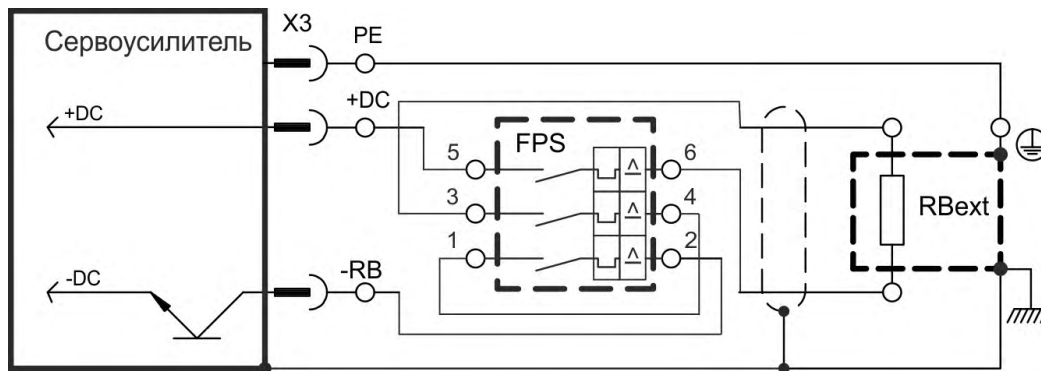 X3
PE
Сервоусилитель
+DC
+DC
FPS
5
6
3
4
1
2
RBext
-DC
-RB